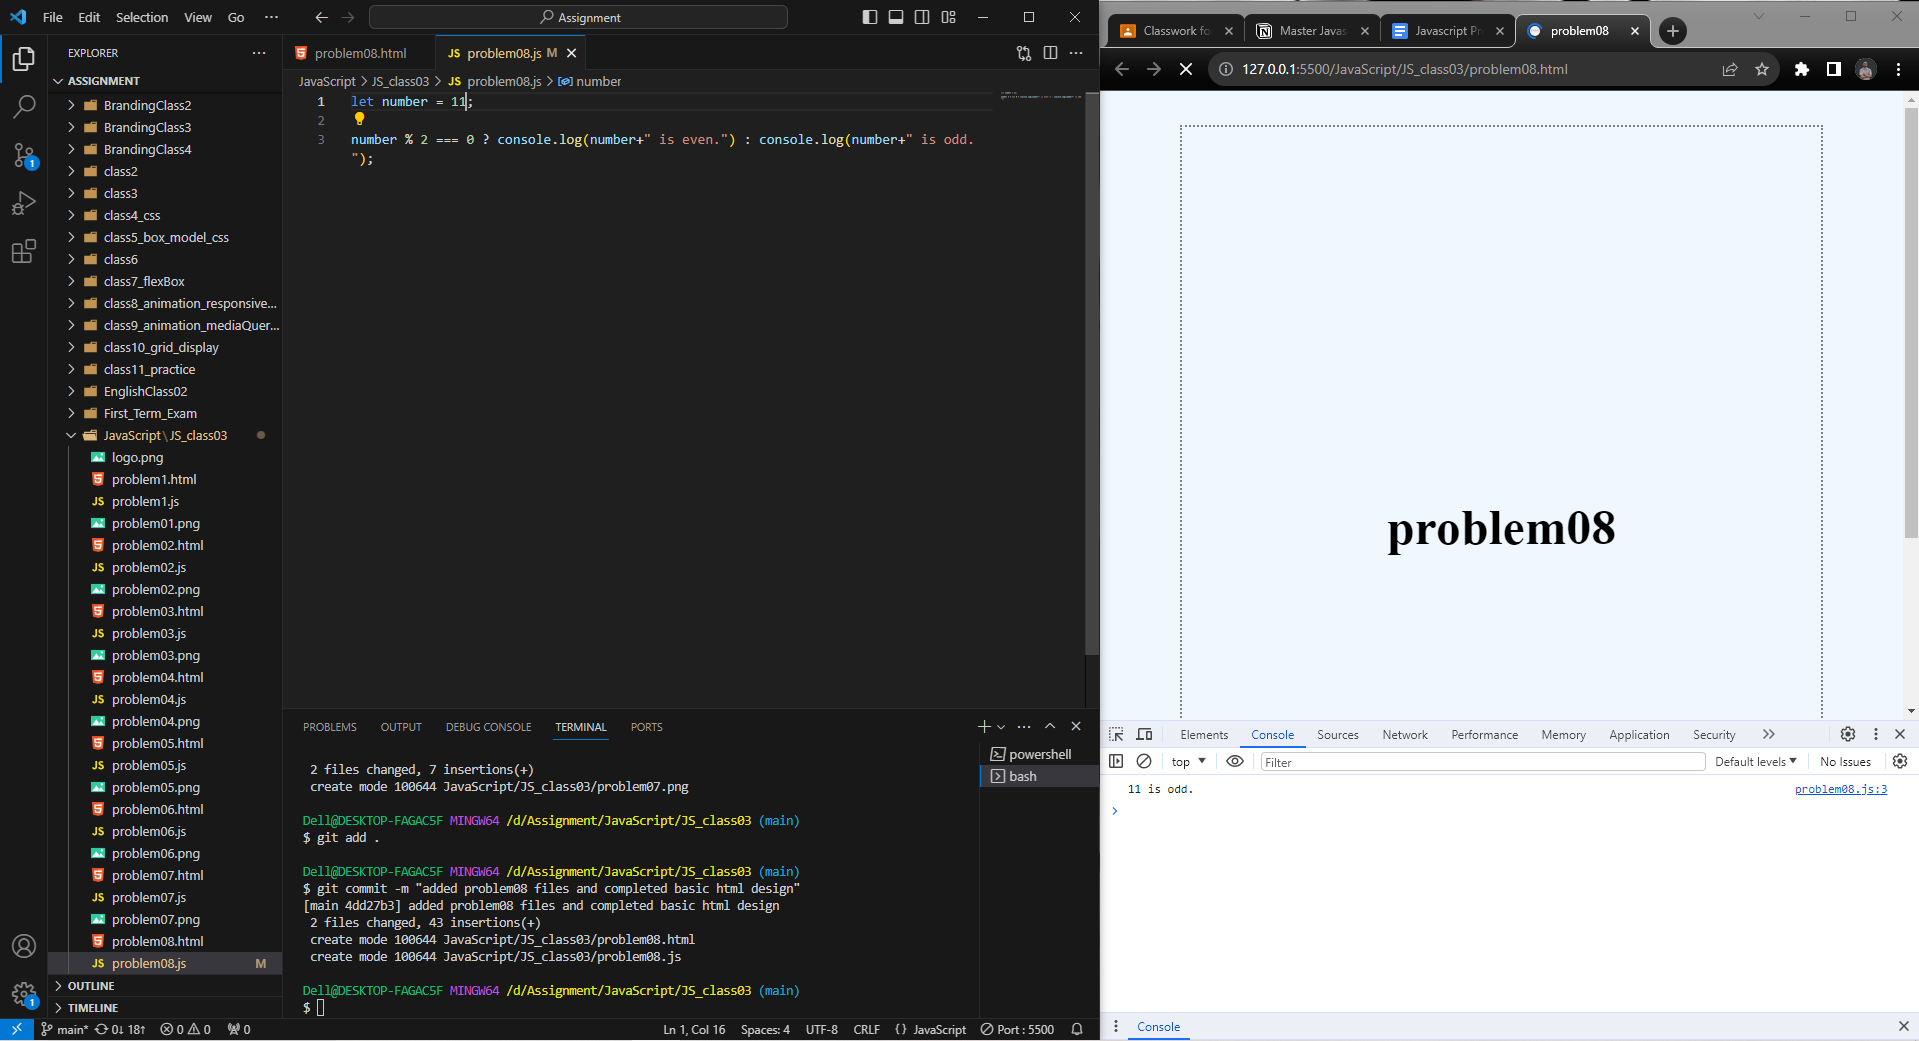 File Edit Selection View Go ···
Assignment
EXPLORER
ASSIGNMENT
BrandingClass2
BrandingClass3
BrandingClass4
class2
class3
class4_css
class5_box_model_css
class6
class7_flexBox
class8_animation_responsive...
class9_animation_mediaQuer...
class10_grid_display
class11_practice
EnglishClass02
First_Term_Exam
JavaScript\JS_class03
logo.png
problem1.html
JS problem1.js
problem01.png
problem02.html
JS problem02.js
problem02.png
problem03.html
JS problem03.js
problem03.png
problem04.html
JS problem04.js
problem04.png
problem05.html
JS problem05.js
problem05.png
problem06.html
JS problem06.js
problem06.png
problem07.html
JS problem07.js
problem07.png
problem08.html
JS problem08.js M
OUTLINE
TIMELINE
1
1
problem08.html
JS problem08.js M
JavaScript > JS_class03 > JS problem08.js > number
1 let number = 11;
2
3 number % 2 === 0 ? console.log(number+" is even.") : console.log(number+" is odd.
");
PROBLEMS OUTPUT DEBUG CONSOLE TERMINAL PORTS
powershell
bash
2 files changed, 7 insertions(+)
create mode 100644 JavaScript/JS_class03/problem07.png
Dell@DESKTOP-FAGAC5F MINGW64 /d/Assignment/JavaScript/JS_class03 (main)
$ git add .
Dell@DESKTOP-FAGAC5F MINGW64 /d/Assignment/JavaScript/JS_class03 (main)
$ git commit -m "added problem08 files and completed basic html design"
[main 4dd27b3] added problem08 files and completed basic html design
2 files changed, 43 insertions(+)
create mode 100644 JavaScript/JS_class03/problem08.html
create mode 100644 JavaScript/JS_class03/problem08.js
Dell@DESKTOP-FAGAC5F MINGW64 /d/Assignment/JavaScript/JS_class03 (main)
$
main* 0↓ 18↑ 0 0 0 Ln 1, Col 16 Spaces: 4 UTF-8 CRLF {} JavaScript Port : 5500
Classwork fo
Master Javas
Javascript Pr
problem08
127.0.0.1:5500/JavaScript/JS_class03/problem08.html
problem08
Elements Console Sources Network Performance Memory Application Security
top Filter Default levels No Issues
11 is odd. problem08.js:3
Console